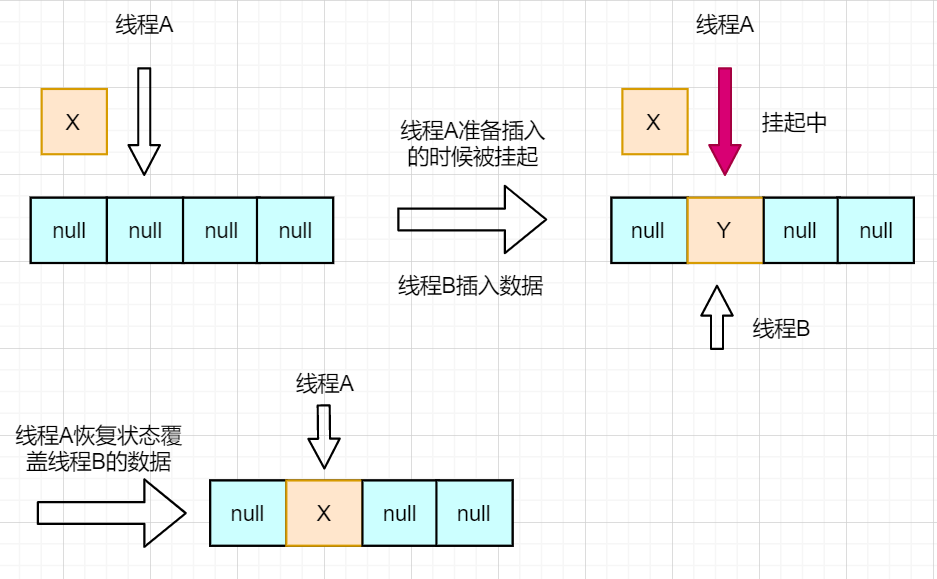 线程A
X
null null null null
线程A准备插入
的时候被挂起
线程B插入数据
线程A
X
挂起中
null Y null null
线程B
线程A恢复状态覆
盖线程B的数据
线程A
null X null null